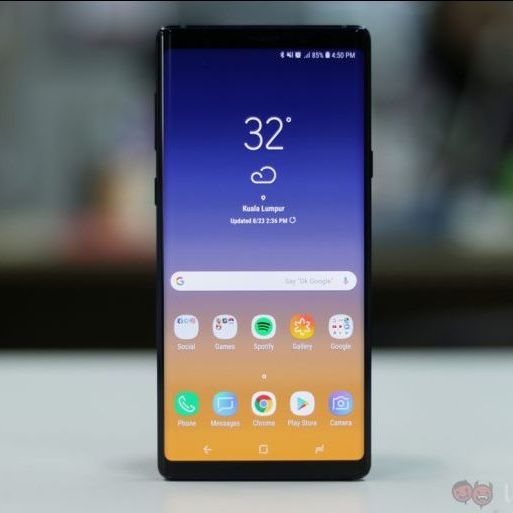 85% 4:50 PM
32°
Kuala Lumpur
Updated 8/23 2:36 PM
Say "Ok Google"
Social Games Spotify Gallery Google
Phone Messages Chrome Play Store Camera